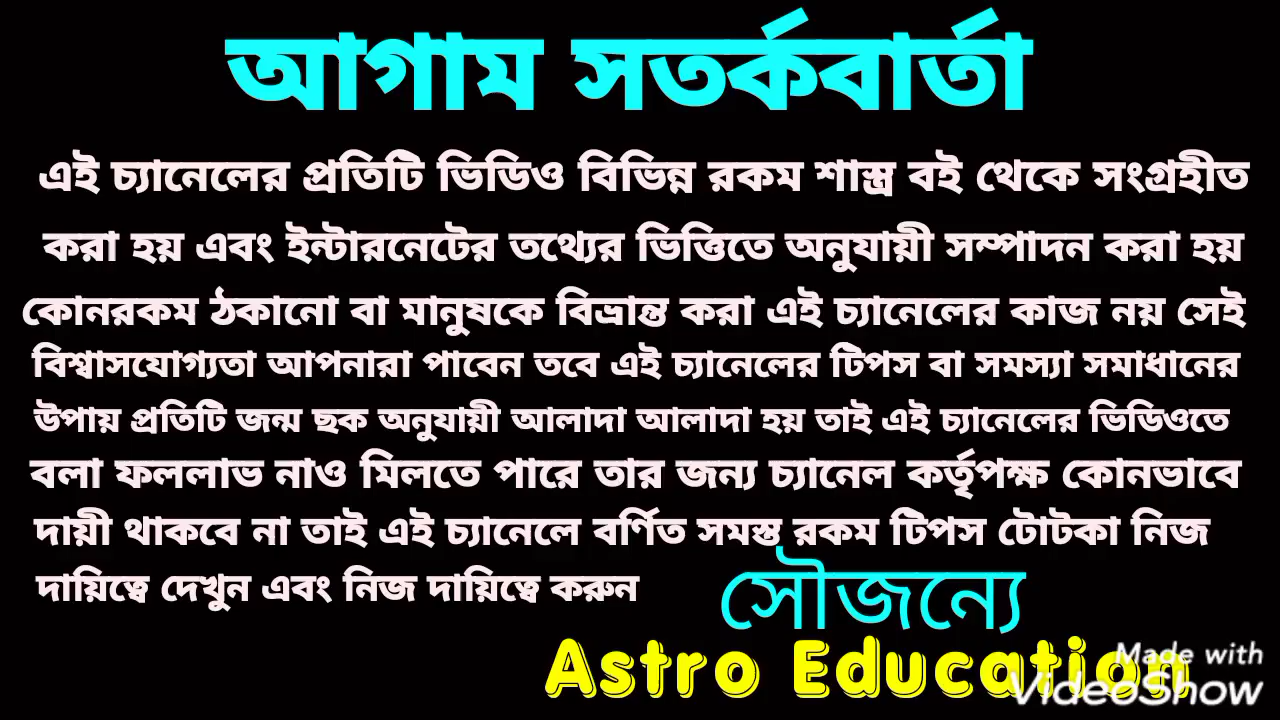 আগাম সতর্কবার্তা
এই চ্যানেলের প্রতিটি ভিডিও বিভিন্ন রকম শাস্ত্র বই থেকে সংগ্রহীত
করা হয় এবং ইন্টারনেটের তথ্যের ভিত্তিতে অনুযায়ী সম্পাদন করা হয়
কোনরকম ঠকানো বা মানুষকে বিভ্রান্ত করা এই চ্যানেলের কাজ নয় সেই
বিশ্বাসযোগ্যতা আপনারা পাবেন তবে এই চ্যানেলের টিপস বা সমস্যা সমাধানের
উপায় প্রতিটি জন্ম ছক অনুযায়ী আলাদা আলাদা হয় তাই এই চ্যানেলের ভিডিওতে
বলা ফললাভ নাও মিলতে পারে তার জন্য চ্যানেল কর্তৃপক্ষ কোনভাবে
দায়ী থাকবে না তাই এই চ্যানেলে বর্ণিত সমস্ত রকম টিপস টোটকা নিজ
দায়িত্বে দেখুন এবং নিজ দায়িত্বে করুন
সৌজন্যে
Astro Education
Made with
VideoShow